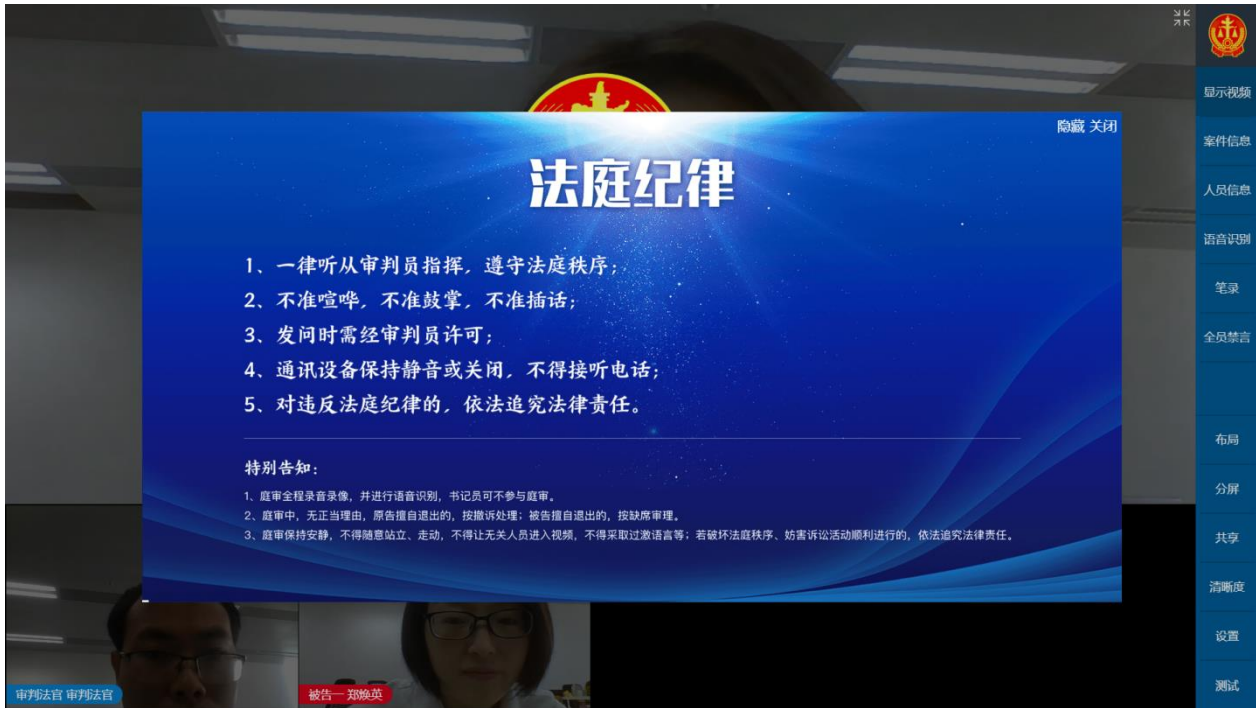 隐藏 关闭
法庭纪律
1、一律听从审判员指挥，遵守法庭秩序；
2、不准喧哗，不准鼓掌，不准插话；
3、发问时需经审判员许可；
4、通讯设备保持静音或关闭，不得接听电话；
5、对违反法庭纪律的，依法追究法律责任。
特别告知：
1、庭审全程录音录像，并进行语音识别，书记员可不参与庭审。
2、庭审中，无正当理由，原告擅自退出的，按撤诉处理；被告擅自退出的，按缺席审理。
3、庭审保持安静，不得随意站立、走动，不得让无关人员进入视频，不得采取过激语言等；若破坏法庭秩序、妨害诉讼活动顺利进行的，依法追究法律责任。
审判法官 审判法官
被告一 郑焕英
显示视频
案件信息
人员信息
语音识别
笔录
全员禁言
布局
分屏
共享
清晰度
设置
测试